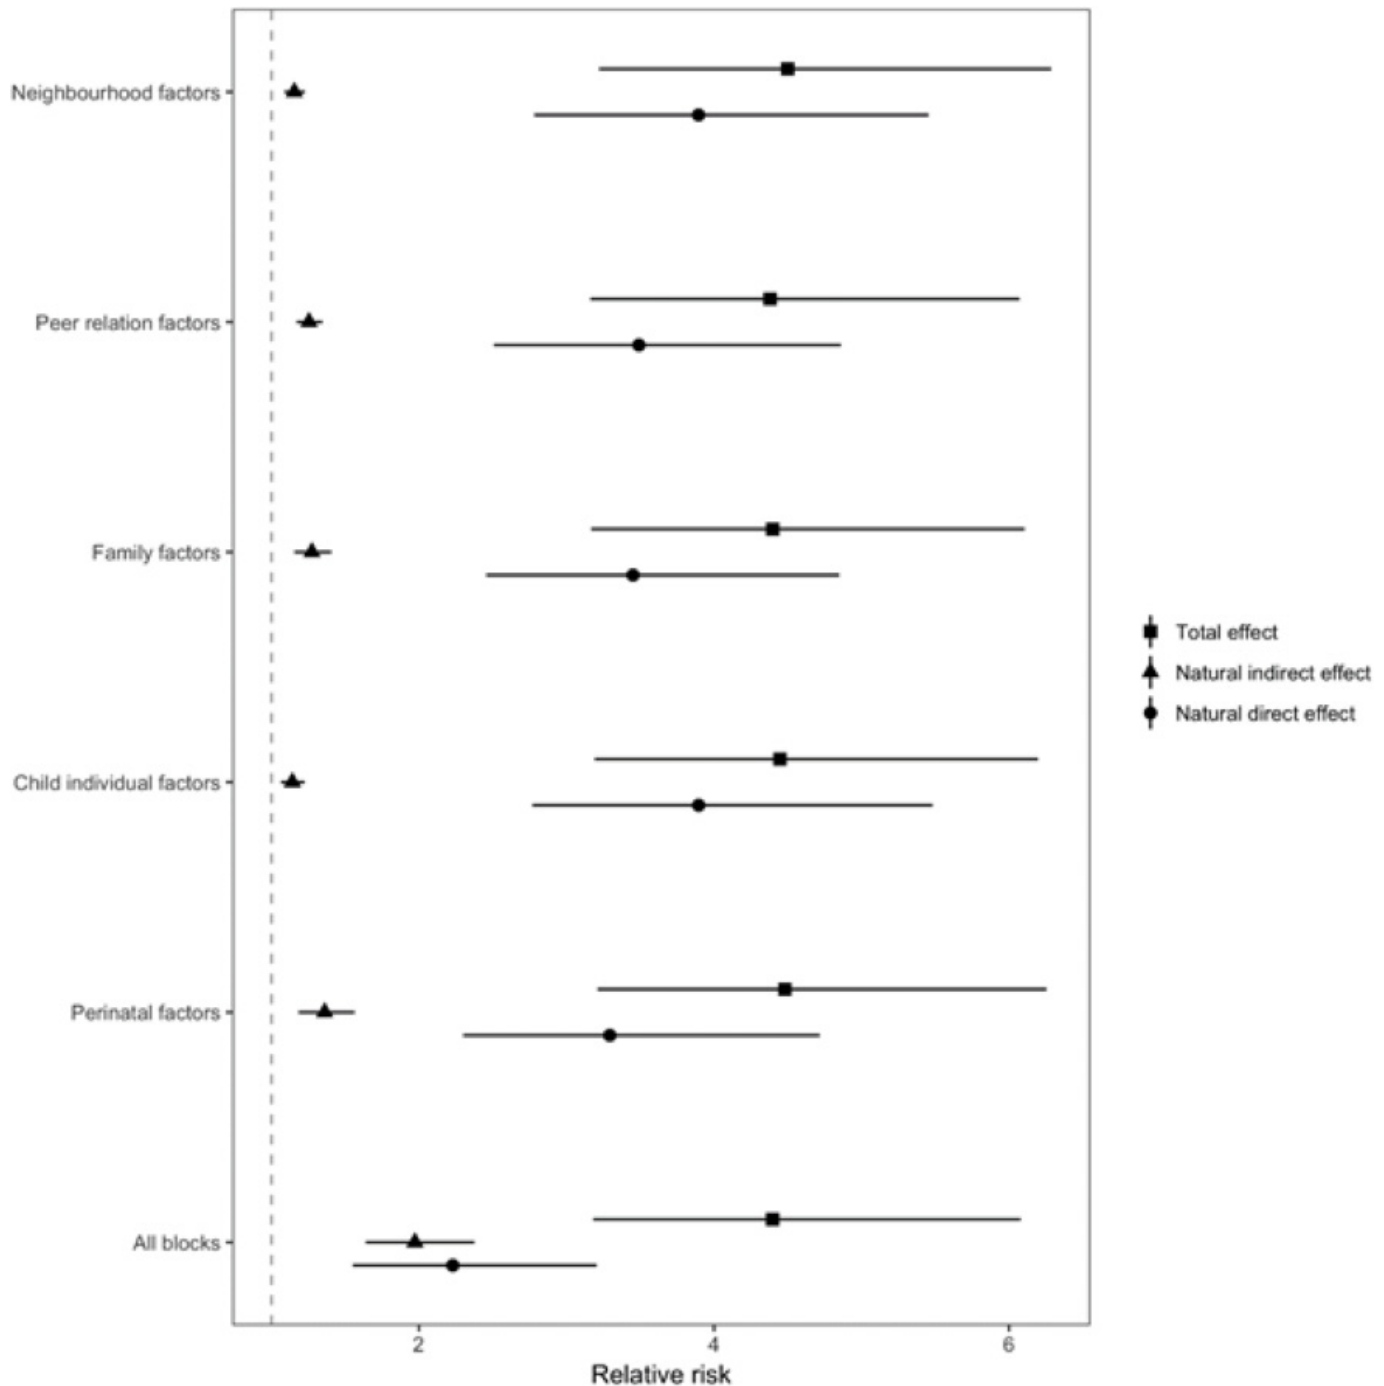 Neighbourhood factors
Peer relation factors
Family factors
Child individual factors
Perinatal factors
All blocks
2 4 6
Relative risk
Total effect
Natural indirect effect
Natural direct effect